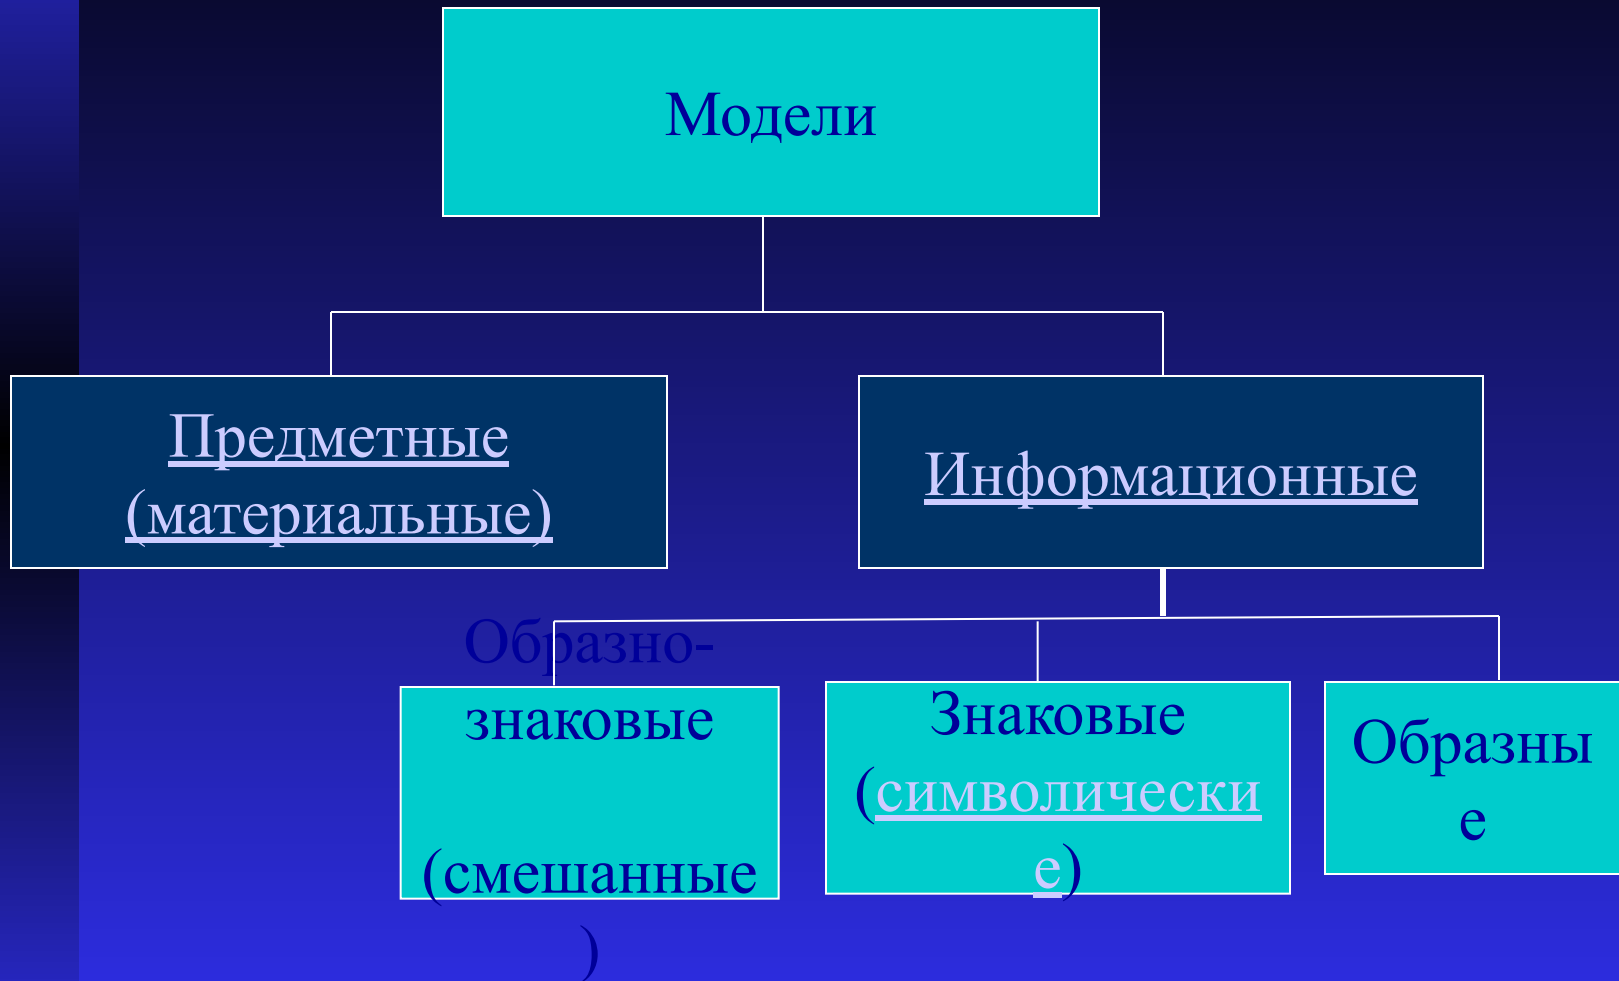 Модели
Предметные
(материальные)
Информационные
Образно-
знаковые
(смешанные
)
Знаковые
(символически
е)
Образны
е